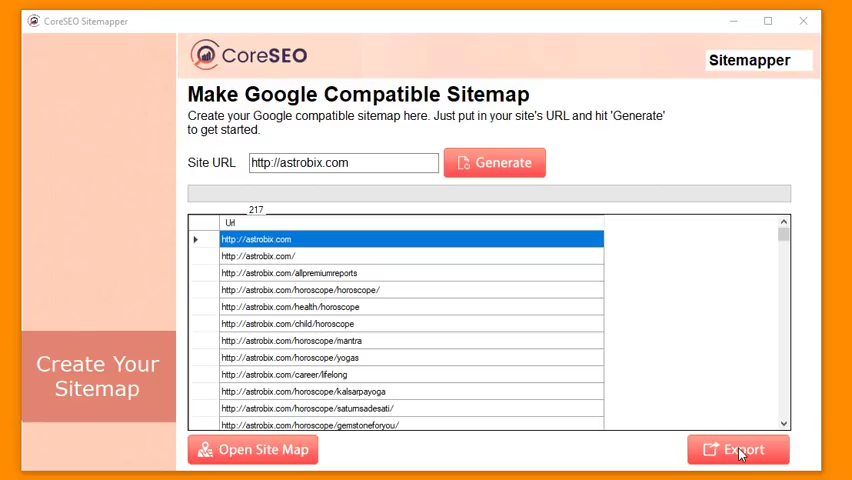 CoreSEO Sitemapper
CoreSEO
Sitemapper
Make Google Compatible Sitemap
Create your Google compatible sitemap here. Just put in your site's URL and hit 'Generate'
to get started.
Site URL http://astrobix.com Generate
217
Url
http://astrobix.com
http://astrobix.com/
http://astrobix.com/allpremiumreports
http://astrobix.com/horoscope/horoscope/
http://astrobix.com/health/horoscope
http://astrobix.com/child/horoscope
http://astrobix.com/horoscope/mantra
http://astrobix.com/horoscope/yogas
http://astrobix.com/career/lifelong
http://astrobix.com/horoscope/kalsarpayoga
http://astrobix.com/horoscope/saturnsadesati/
http://astrobix.com/horoscope/gemstoneforyou/
Create Your
Sitemap
Open Site Map
Export